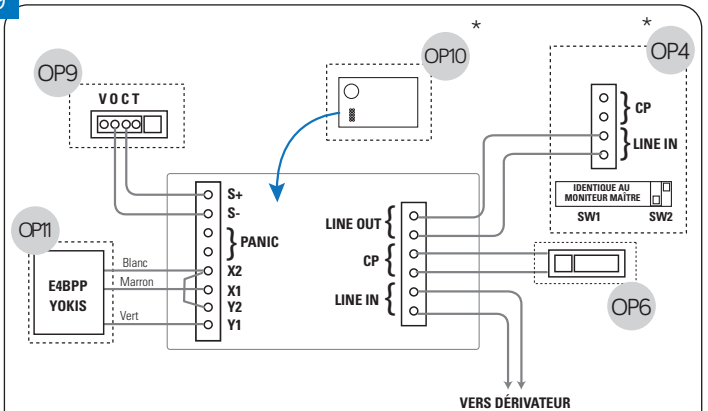 9
OP9
V O C T
OP10
*
*
OP4
CP
LINE IN
IDENTIQUE AU
MONITEUR MAÎTRE
SW1
SW2
S+
S-
PANIC
X2
X1
Y2
Y1
LINE OUT
CP
LINE IN
OP11
E4BPP
YOKIS
Blanc
Marron
Vert
OP6
VERS DÉRIVATEUR